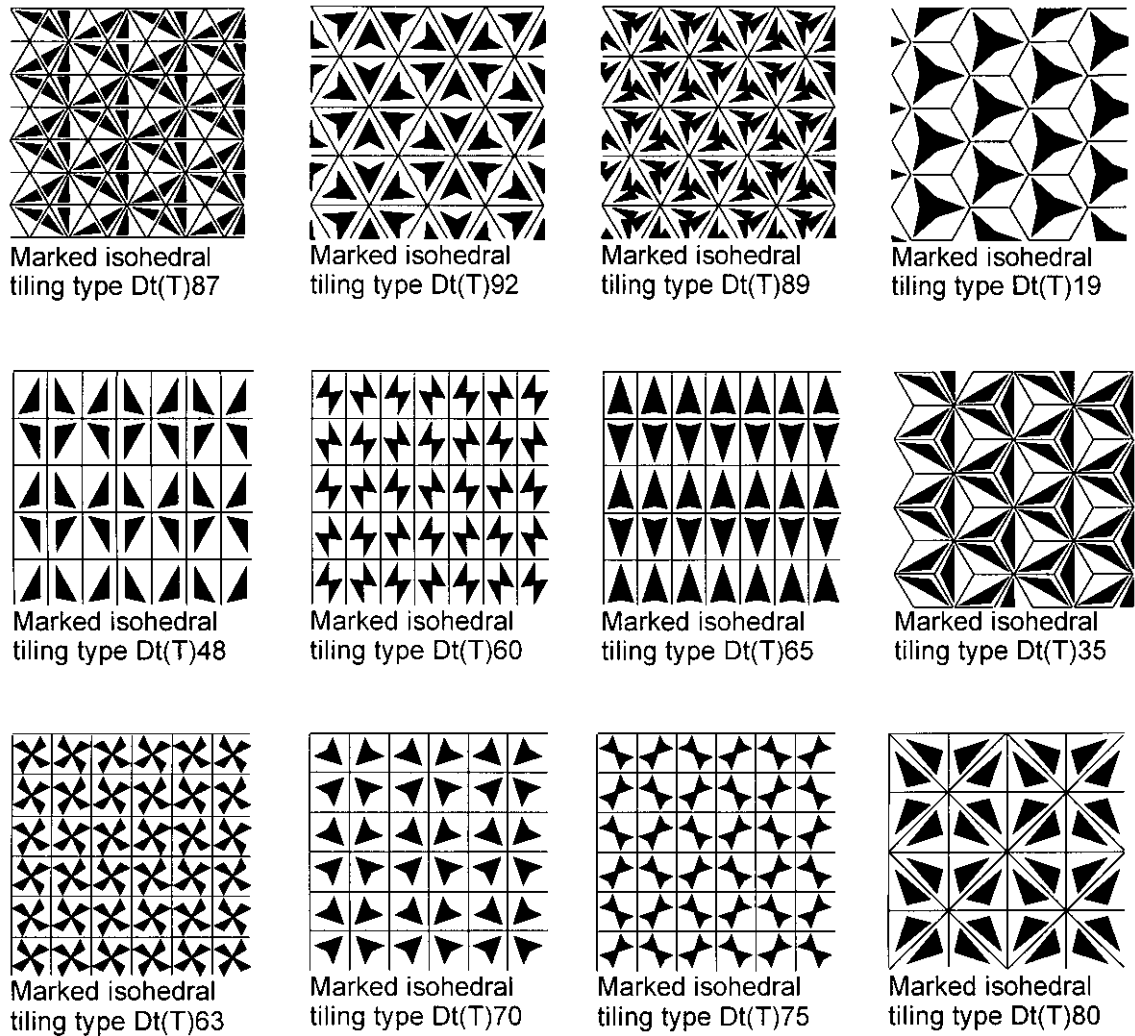 Marked isohedral
tiling type Dt(T)87
Marked isohedral
tiling type Dt(T)92
Marked isohedral
tiling type Dt(T)89
Marked isohedral
tiling type Dt(T)19
Marked isohedral
tiling type Dt(T)48
Marked isohedral
tiling type Dt(T)60
Marked isohedral
tiling type Dt(T)65
Marked isohedral
tiling type Dt(T)35
Marked isohedral
tiling type Dt(T)63
Marked isohedral
tiling type Dt(T)70
Marked isohedral
tiling type Dt(T)75
Marked isohedral
tiling type Dt(T)80